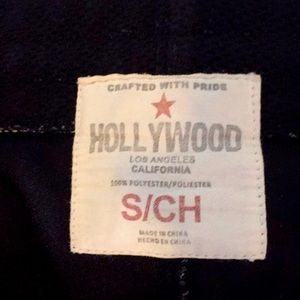 CRAFTED WITH PRIDE
HOLLYWOOD
LOS ANGELES
CALIFORNIA
100% POLYESTER/POLIESTER
S/CH
MADE IN CHINA
HECHO EN CHINA